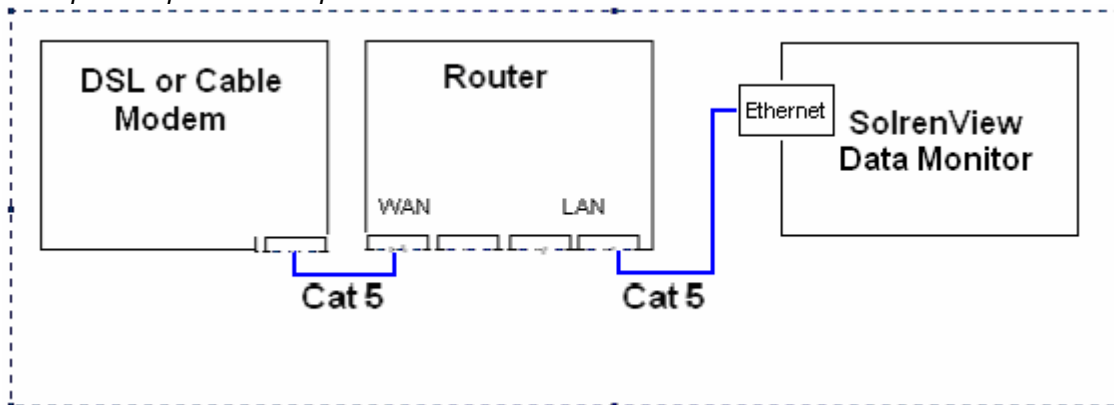 DSL or Cable
Modem
Router
WAN
LAN
Ethernet
SolrenView
Data Monitor
Cat 5
Cat 5